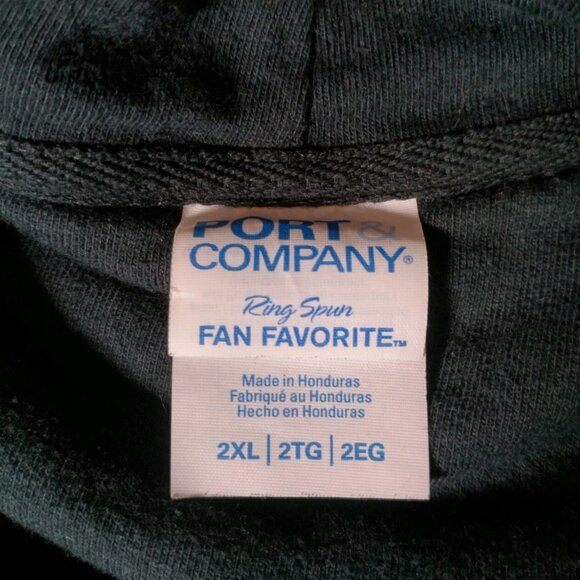 PORT &
COMPANY®
Ring Spun
FAN FAVORITE™
Made in Honduras
Fabriqué au Honduras
Hecho en Honduras
2XL | 2TG | 2EG